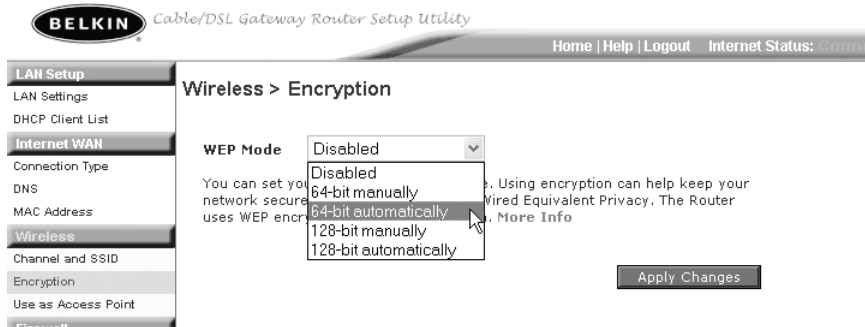 BELKIN
Cable/DSL Gateway Router Setup Utility
Home | Help | Logout Internet Status:
LAN Setup
LAN Settings
DHCP Client List
Internet WAN
Connection Type
DNS
MAC Address
Wireless
Channel and SSID
Encryption
Use as Access Point
Firewall
Wireless > Encryption
WEP Mode Disabled
Disabled
64-bit manually
64-bit automatically
128-bit manually
128-bit automatically
You can set . Using encryption can help keep your
network secure Wired Equivalent Privacy. The Router
uses WEP . More Info
Apply Changes